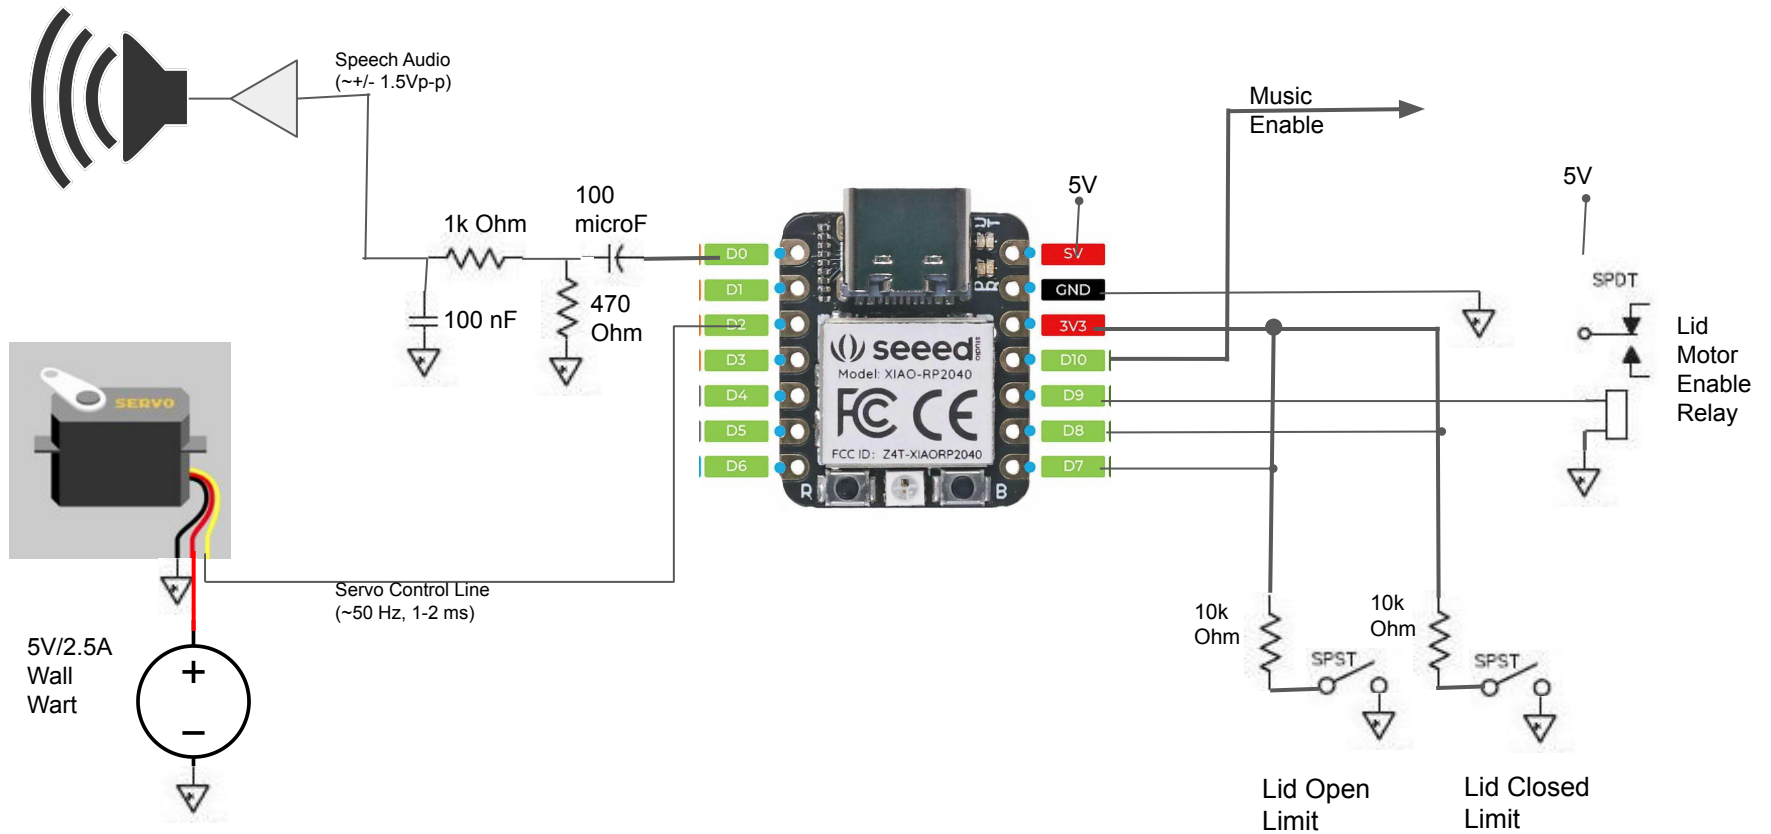 Speech Audio
(~+/- 1.5Vp-p)
Music
Enable
5V
5V
100
microF
1k Ohm
100 nF
470
Ohm
D0
D1
D2
D3
D4
D5
D6
5V
GND
3V3
D10
D9
D8
D7
seeed
studio
Model: XIAO-RP2040
FC CE
FCC ID: Z4T-XIAORP2040
R
B
SPDT
Lid
Motor
Enable
Relay
SERVO
Servo Control Line
(~50 Hz, 1-2 ms)
5V/2.5A
Wall
Wart
+
−
10k
Ohm
10k
Ohm
SPST
SPST
Lid Open
Limit
Lid Closed
Limit